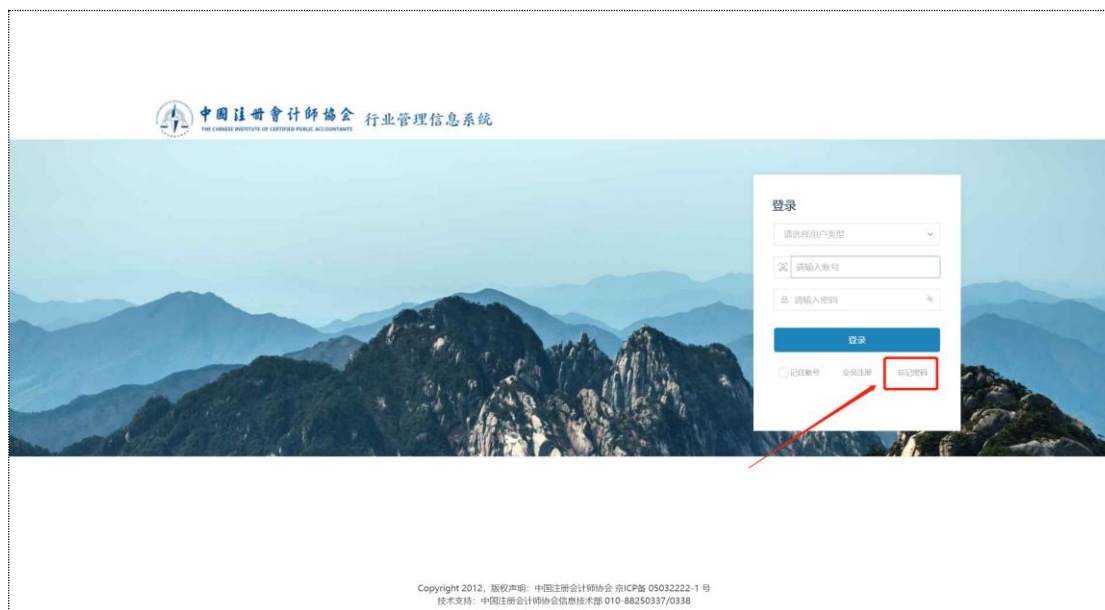 中国注册會计師協会 行业管理信息系统
THE CHINESE INSTITUTE OF CERTIFIED PUBLIC ACCOUNTANTS
登录
请选择用户类型
请输入账号
请输入密码
登录
记住账号 会员注册 忘记密码
Copyright 2012，版权声明：中国注册会计师协会 京ICP备 05032222-1 号
技术支持：中国注册会计师协会信息技术部 010-88250337/0338